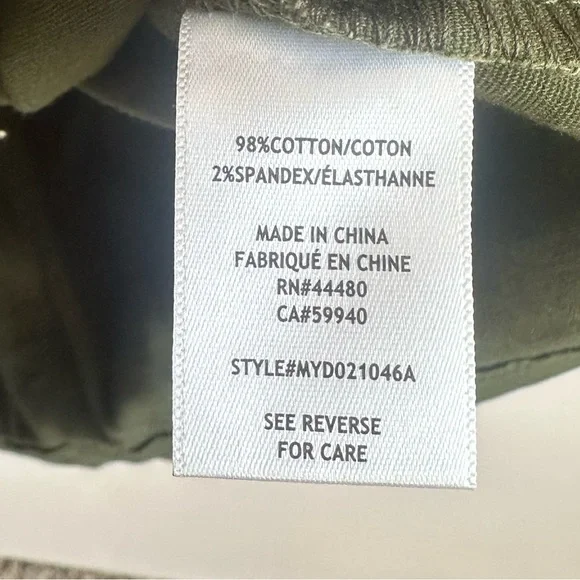 98%COTTON/COTON
2%SPANDEX/ÉLASTHANNE
MADE IN CHINA
FABRIQUÉ EN CHINE
RN#44480
CA#59940
STYLE#MYD021046A
SEE REVERSE
FOR CARE